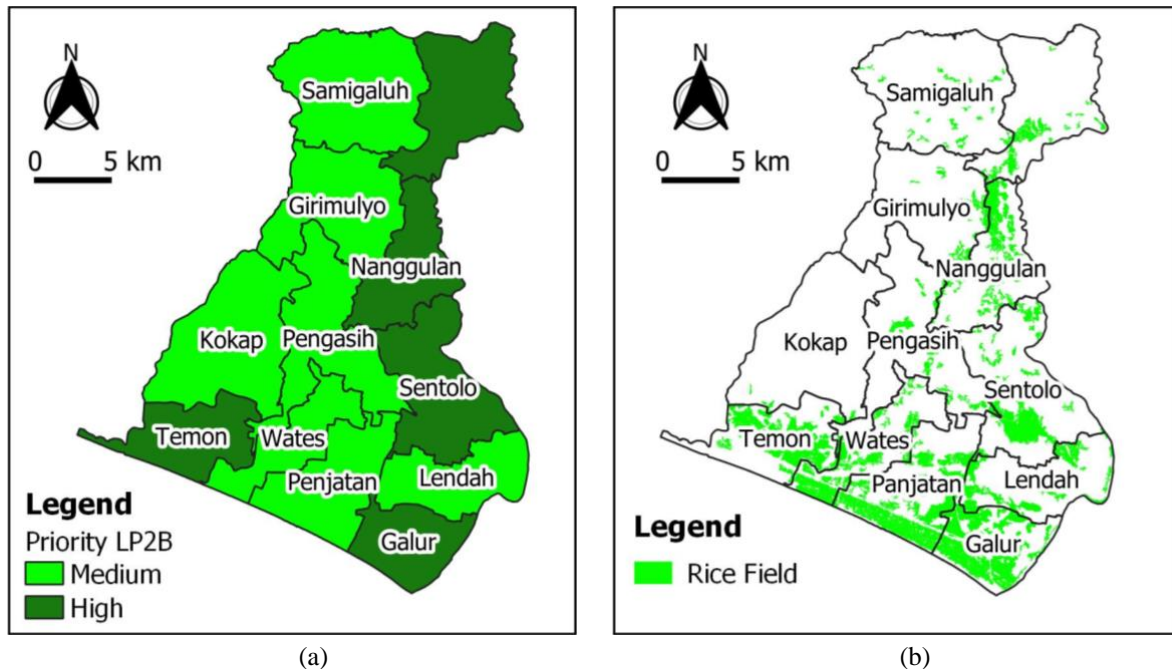 N
0 5 km
Samigaluh
Girimulyo
Nanggulan
Kokap
Pengasih
Sentolo
Temon
Wates
Penjatan
Lendah
Galur
Legend
Priority LP2B
Medium
High
(a)
N
0 5 km
Samigaluh
Girimulyo
Nanggulan
Kokap
Pengasih
Sentolo
Temon
Wates
Panjatan
Lendah
Galur
Legend
Rice Field
(b)